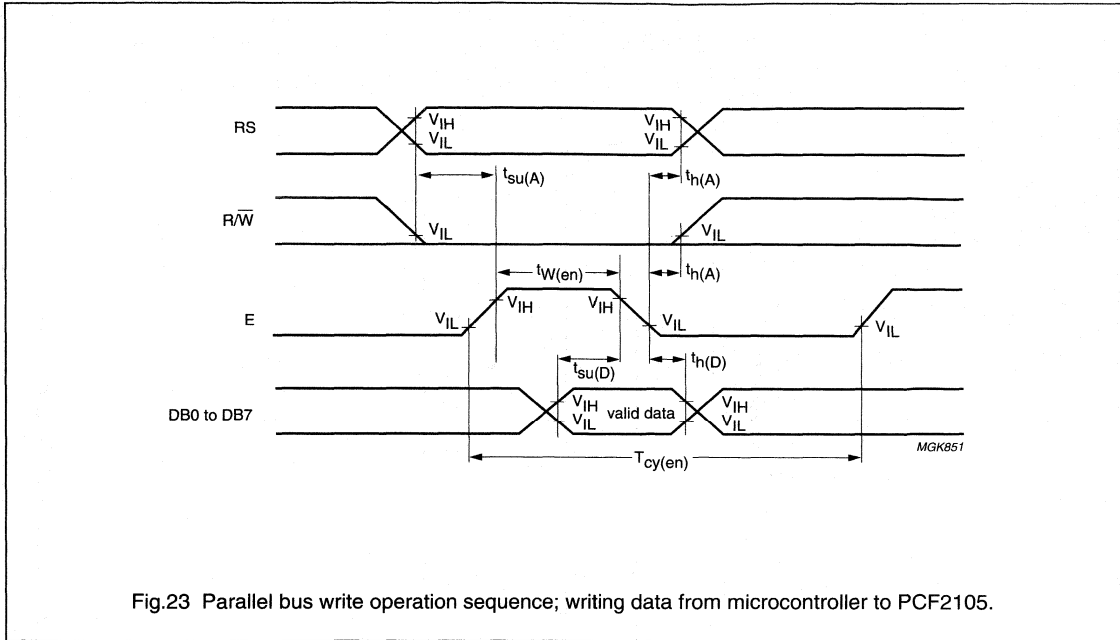 RS
VIH
VIL
VIH
VIL
tsu(A)
th(A)
R/W̅
VIL
VIL
tW(en)
th(A)
E
VIL
VIH
VIH
VIL
VIL
tsu(D)
th(D)
DB0 to DB7
VIH
VIL
valid data
VIH
VIL
MGK851
Tcy(en)
Fig.23 Parallel bus write operation sequence; writing data from microcontroller to PCF2105.